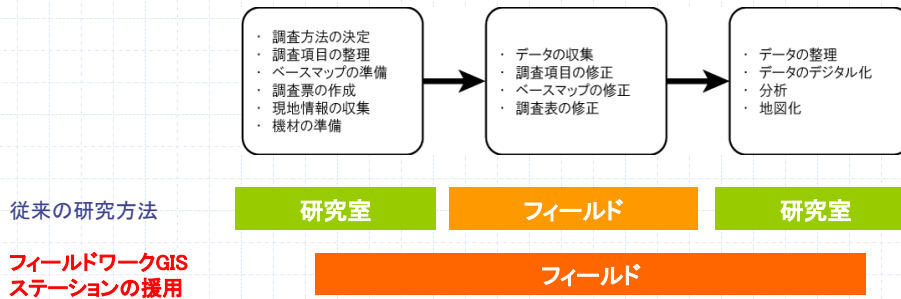 ・ 調査方法の決定
・ 調査項目の整理
・ ベースマップの準備
・ 調査票の作成
・ 現地情報の収集
・ 機材の準備
・ データの収集
・ 調査項目の修正
・ ベースマップの修正
・ 調査表の修正
・ データの整理
・ データのデジタル化
・ 分析
・ 地図化
従来の研究方法
研究室
フィールド
研究室
フィールドワークGIS
ステーションの援用
フィールド